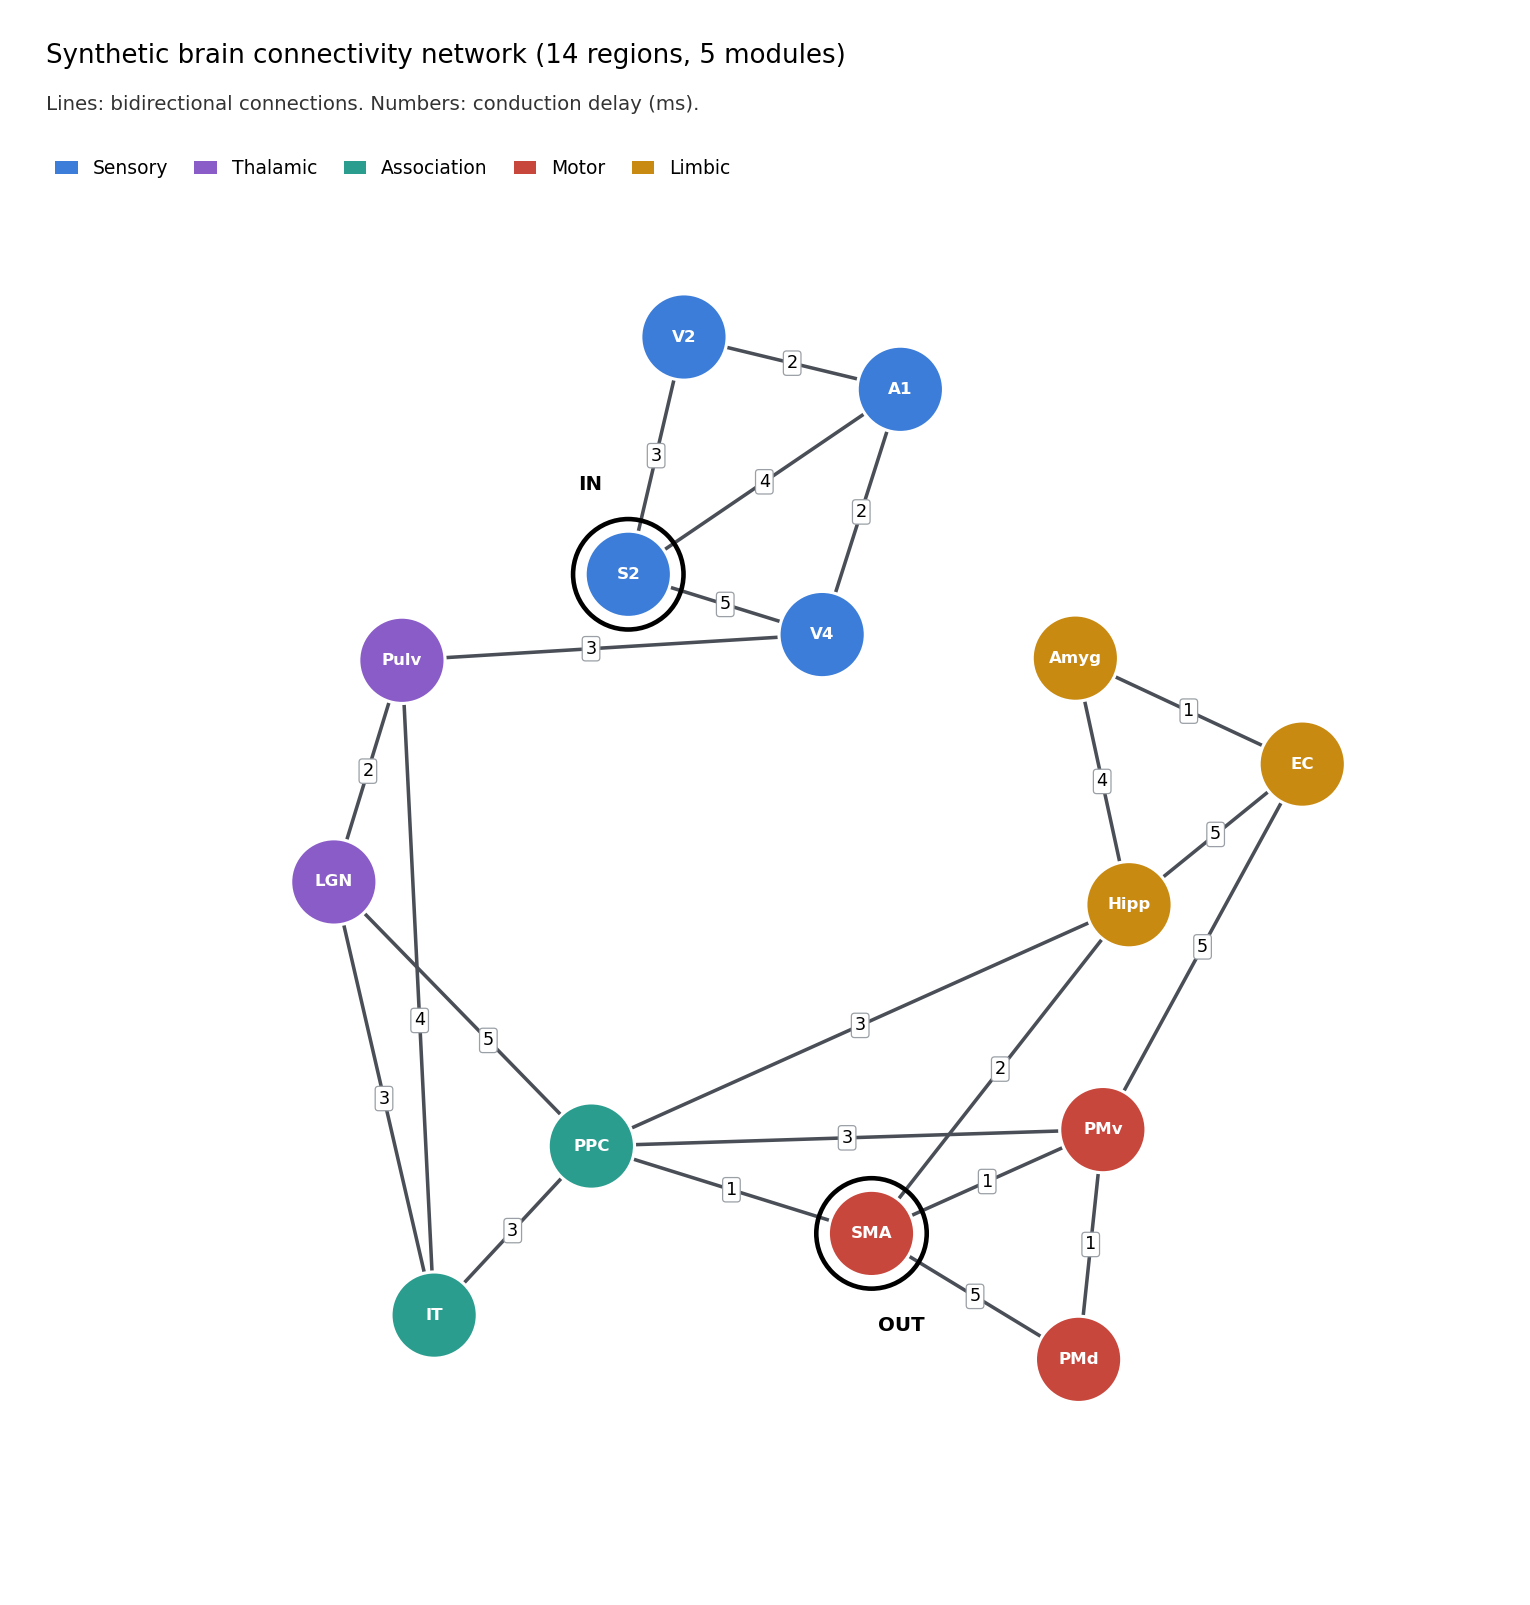 Synthetic brain connectivity network (14 regions, 5 modules)
Lines: bidirectional connections. Numbers: conduction delay (ms).
Sensory Thalamic Association Motor Limbic
V2
2
A1
3
4
IN
2
S2
5
V4
3
Pulv
Amyg
1
2
4
EC
5
LGN
Hipp
5
4
3
5
2
3
PPC
3
PMv
1
1
3
SMA
1
5
IT
OUT
PMd